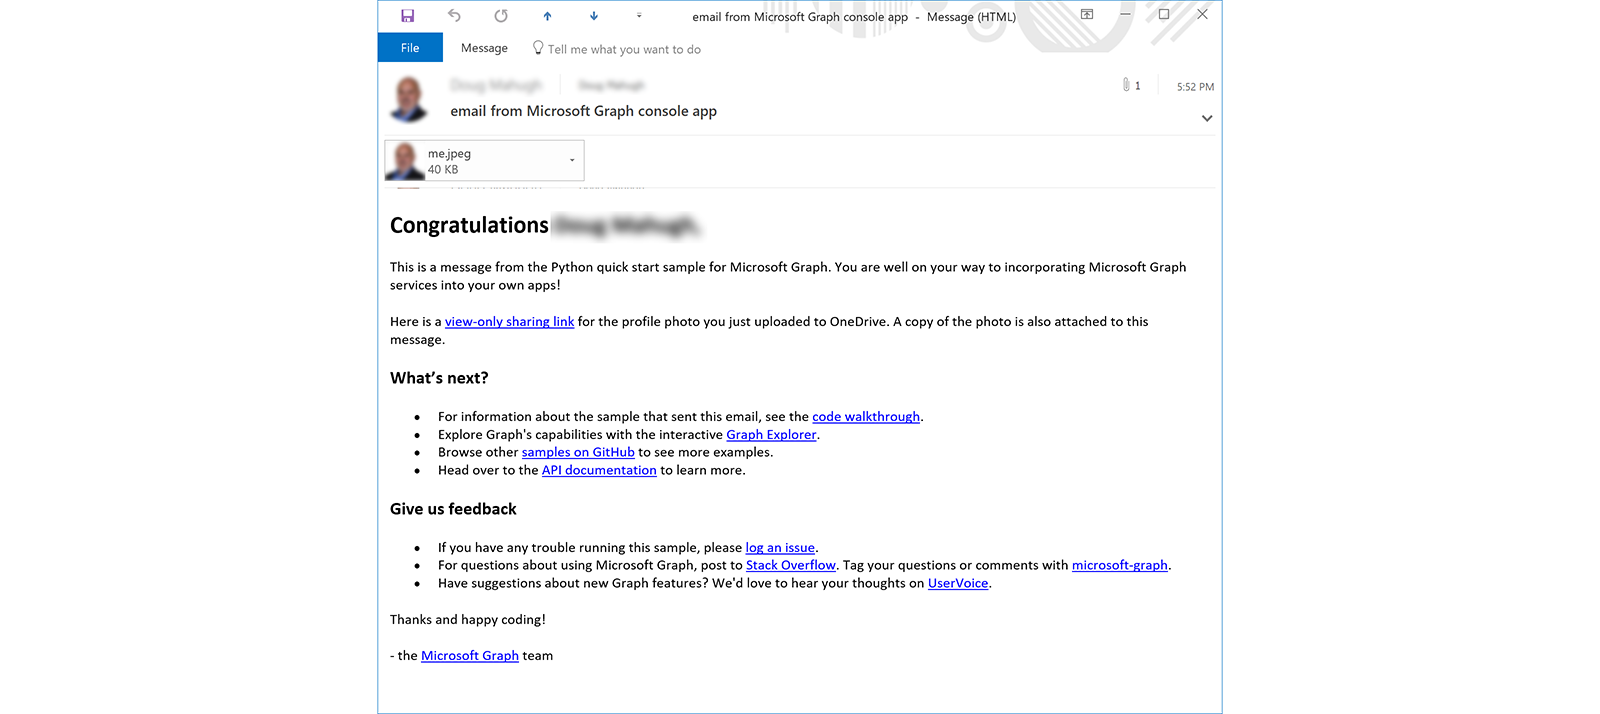 email from Microsoft Graph console app - Message (HTML)
File Message Tell me what you want to do
1 5:52 PM
email from Microsoft Graph console app
me.jpeg
40 KB
Congratulations
This is a message from the Python quick start sample for Microsoft Graph. You are well on your way to incorporating Microsoft Graph
services into your own apps!
Here is a view-only sharing link for the profile photo you just uploaded to OneDrive. A copy of the photo is also attached to this
message.
What's next?
• For information about the sample that sent this email, see the code walkthrough.
• Explore Graph's capabilities with the interactive Graph Explorer.
• Browse other samples on GitHub to see more examples.
• Head over to the API documentation to learn more.
Give us feedback
• If you have any trouble running this sample, please log an issue.
• For questions about using Microsoft Graph, post to Stack Overflow. Tag your questions or comments with microsoft-graph.
• Have suggestions about new Graph features? We'd love to hear your thoughts on UserVoice.
Thanks and happy coding!
- the Microsoft Graph team